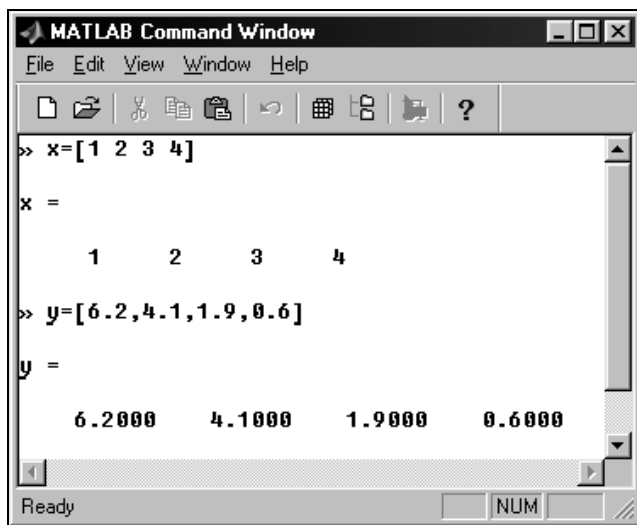 MATLAB Command Window
File Edit View Window Help
?
» x=[1 2 3 4]
x =
1 2 3 4
» y=[6.2,4.1,1.9,0.6]
y =
6.2000 4.1000 1.9000 0.6000
Ready NUM